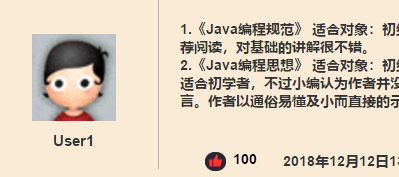 1.《Java编程规范》 适合对象：初
荐阅读，对基础的讲解很不错。
2.《Java编程思想》 适合对象：初
适合初学者，不过小编认为作者并没
言。作者以通俗易懂及小而直接的示
User1
100
2018年12月12日1